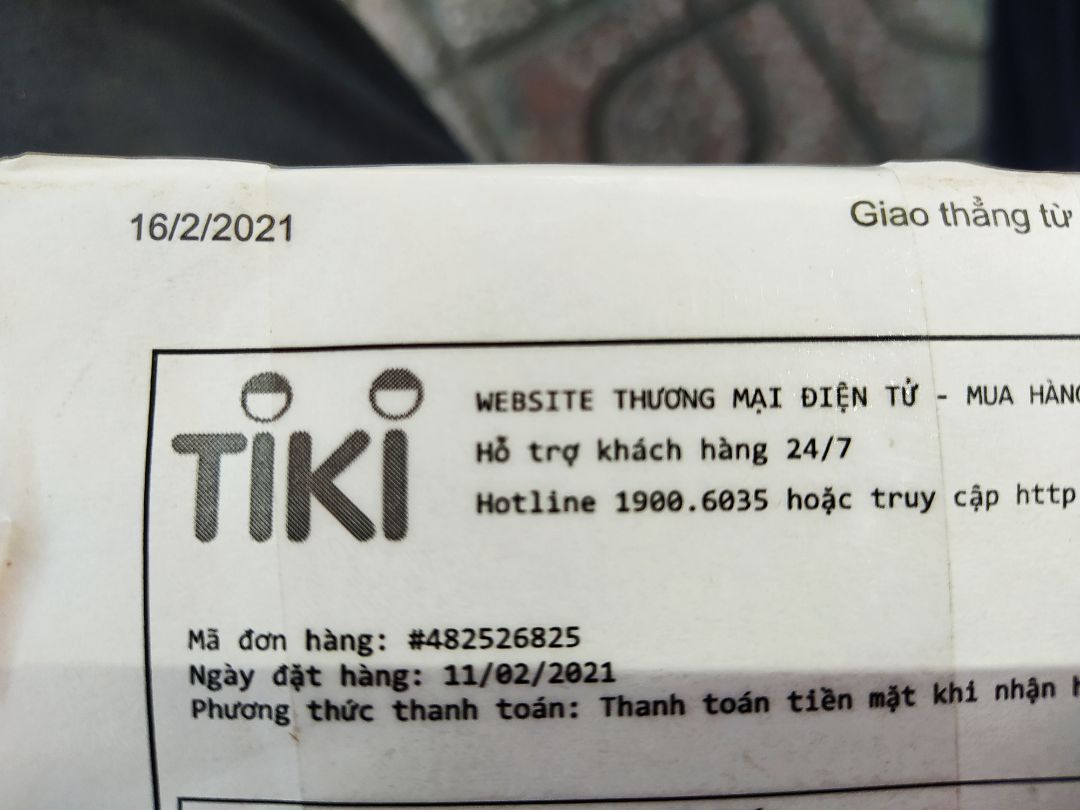 16/2/2021
Giao thẳng từ
TiKi
WEBSITE THƯƠNG MẠI ĐIỆN TỬ - MUA HÀNG
Hỗ trợ khách hàng 24/7
Hotline 1900.6035 hoặc truy cập http
Mã đơn hàng: #482526825
Ngày đặt hàng: 11/02/2021
Phương thức thanh toán: Thanh toán tiền mặt khi nhận h